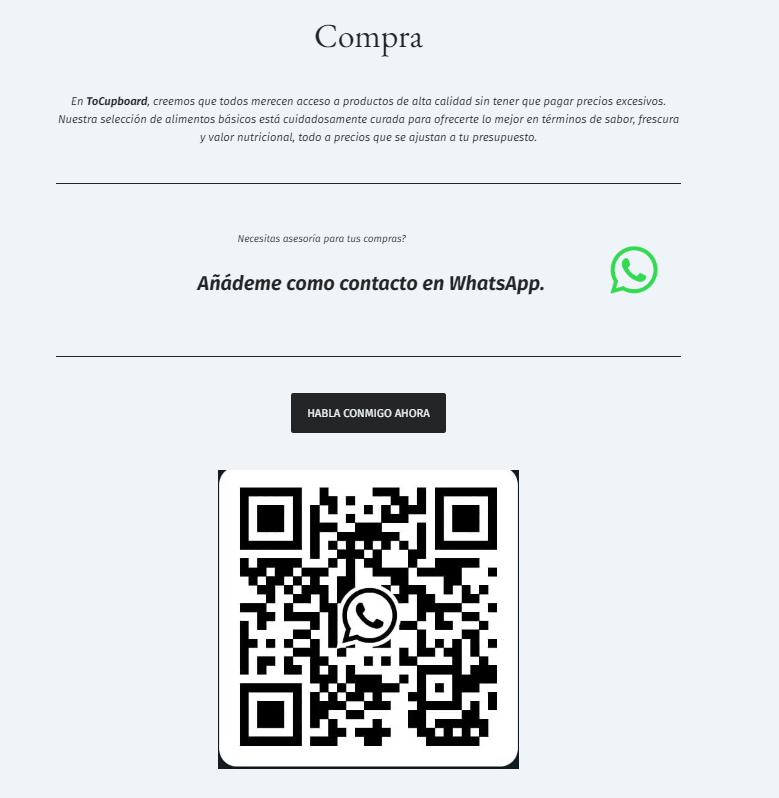 Compra
En ToCupboard, creemos que todos merecen acceso a productos de alta calidad sin tener que pagar precios excesivos.
Nuestra selección de alimentos básicos está cuidadosamente curada para ofrecerte lo mejor en términos de sabor, frescura
y valor nutricional, todo a precios que se ajustan a tu presupuesto.
Necesitas asesoría para tus compras?
Añádeme como contacto en WhatsApp.
HABLA CONMIGO AHORA